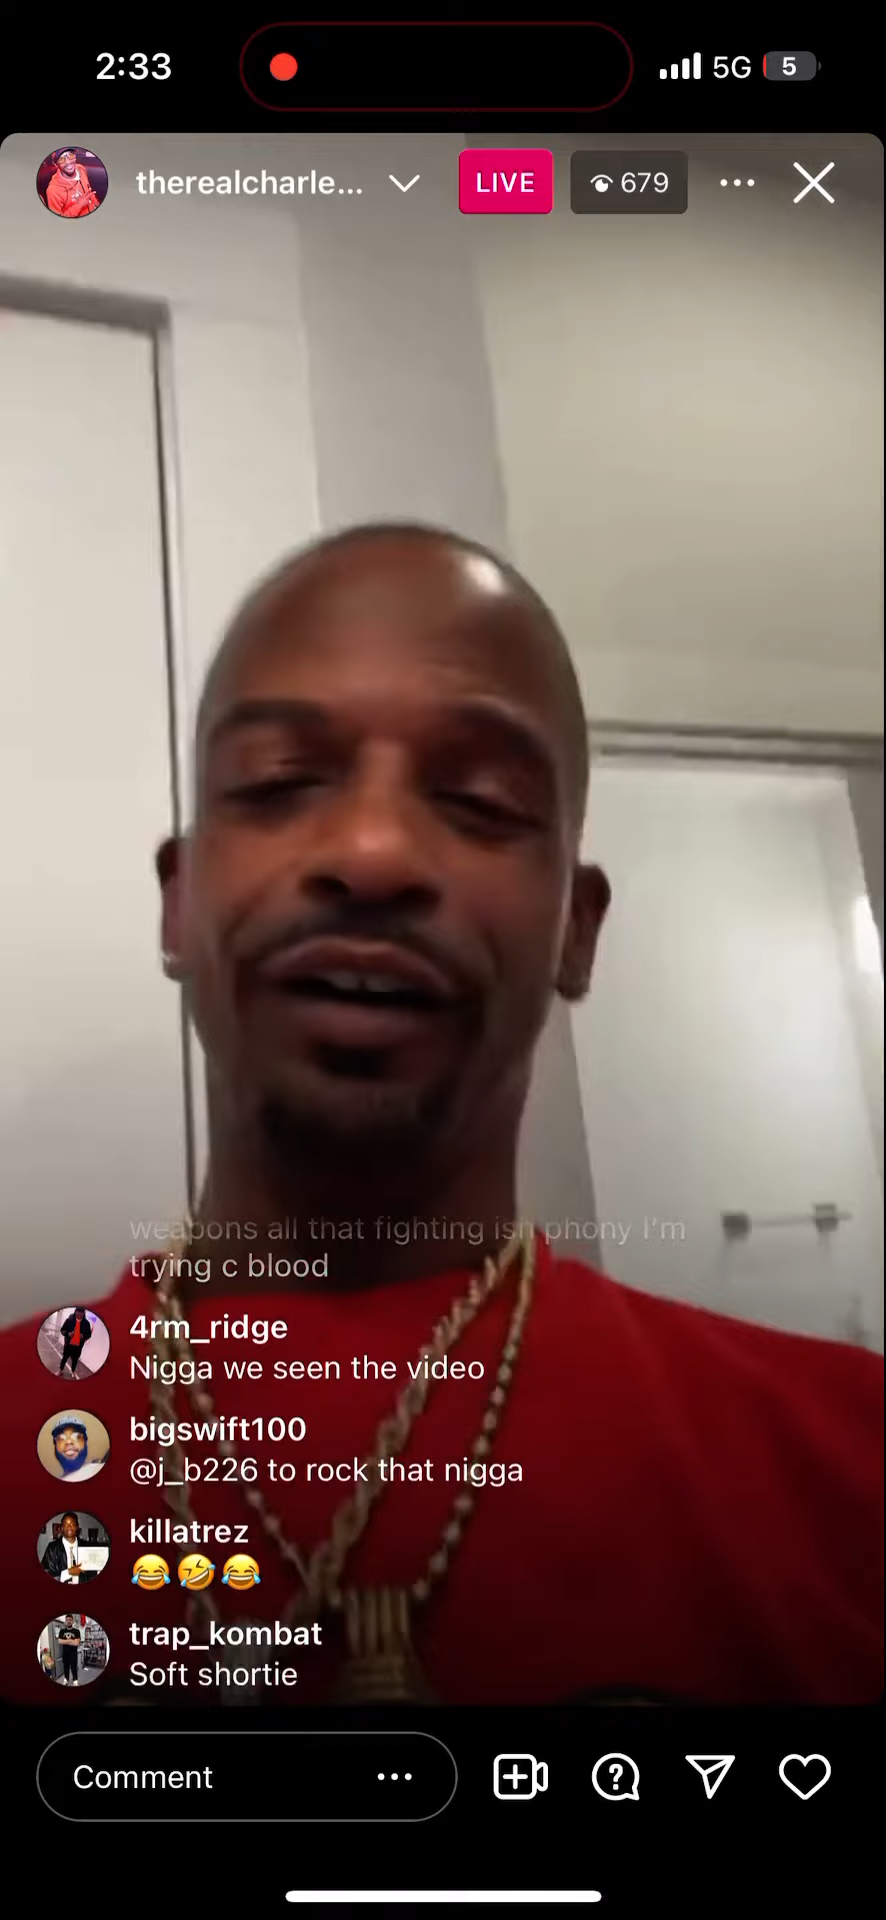 2:33
5G
5
therealcharle...
LIVE
679
weapons all that fighting isn phony I'm
trying c blood
4rm_ridge
Nigga we seen the video
bigswift100
@j_b226 to rock that nigga
killatrez
😂🤣😂
trap_kombat
Soft shortie
Comment